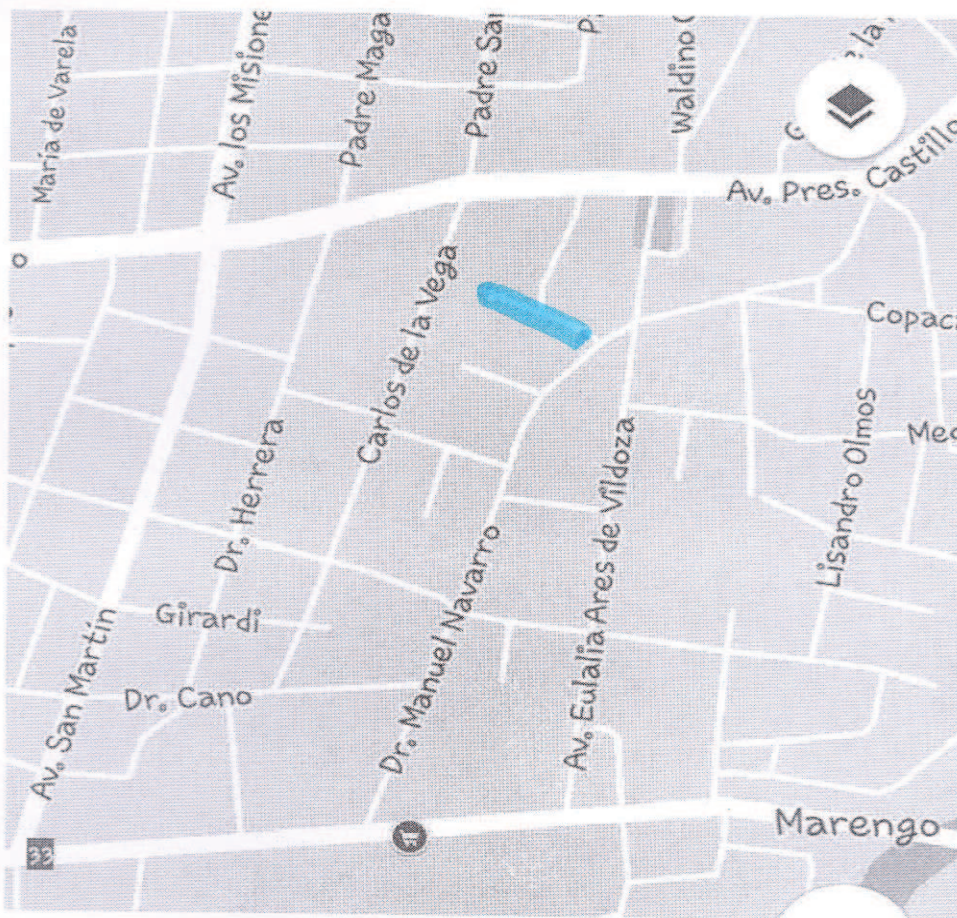 María de Varela
Av. los Misione
Padre Maga
Padre Sar
Waldino
Av. Pres. Castillo
Carlos de la Vega
Copac
Dr. Herrera
Lisandro Olmos
Dr. Manuel Navarro
Av. Eulalia Ares de Vildoza
Girardi
Dr. Cano
Av. San Martín
Marengo
33